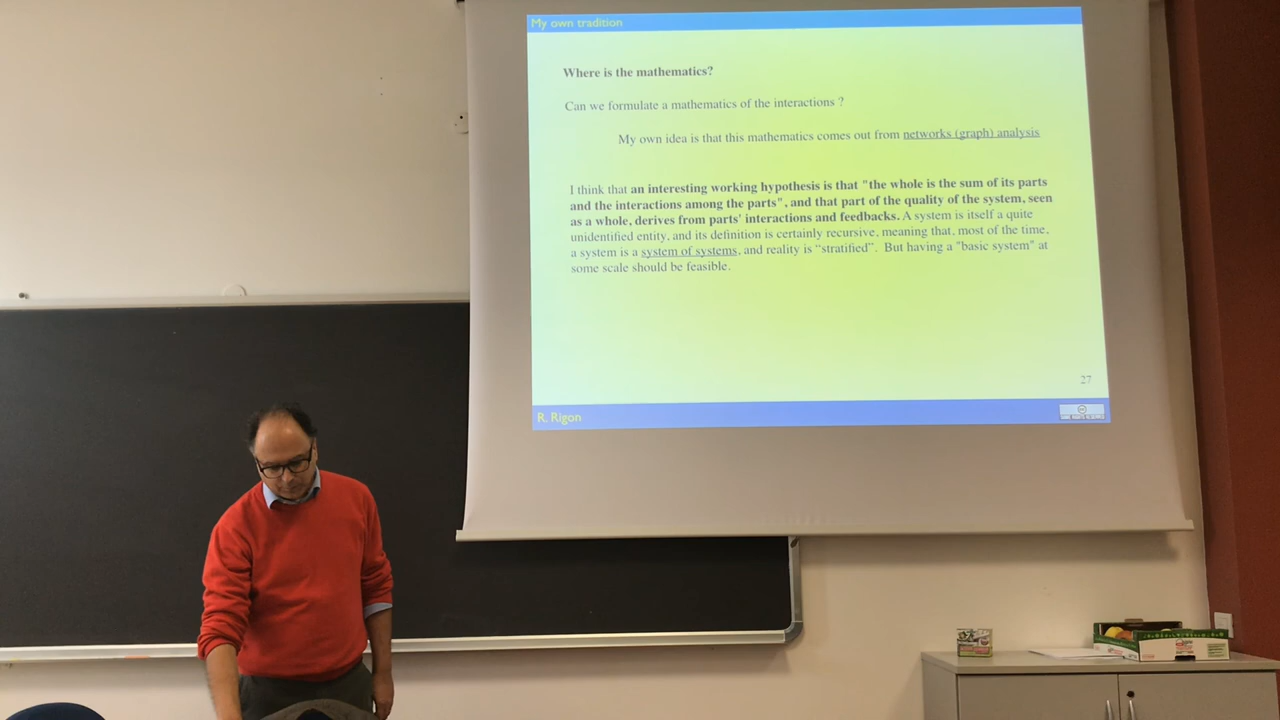 My own tradition
Where is the mathematics?
Can we formulate a mathematics of the interactions ?
My own idea is that this mathematics comes out from networks (graph) analysis
I think that an interesting working hypothesis is that "the whole is the sum of its parts
and the interactions among the parts", and that part of the quality of the system, seen
as a whole, derives from parts' interactions and feedbacks. A system is itself a quite
unidentified entity, and its definition is certainly recursive, meaning that, most of the time,
a system is a system of systems, and reality is “stratified”. But having a "basic system" at
some scale should be feasible.
27
R. Rigon